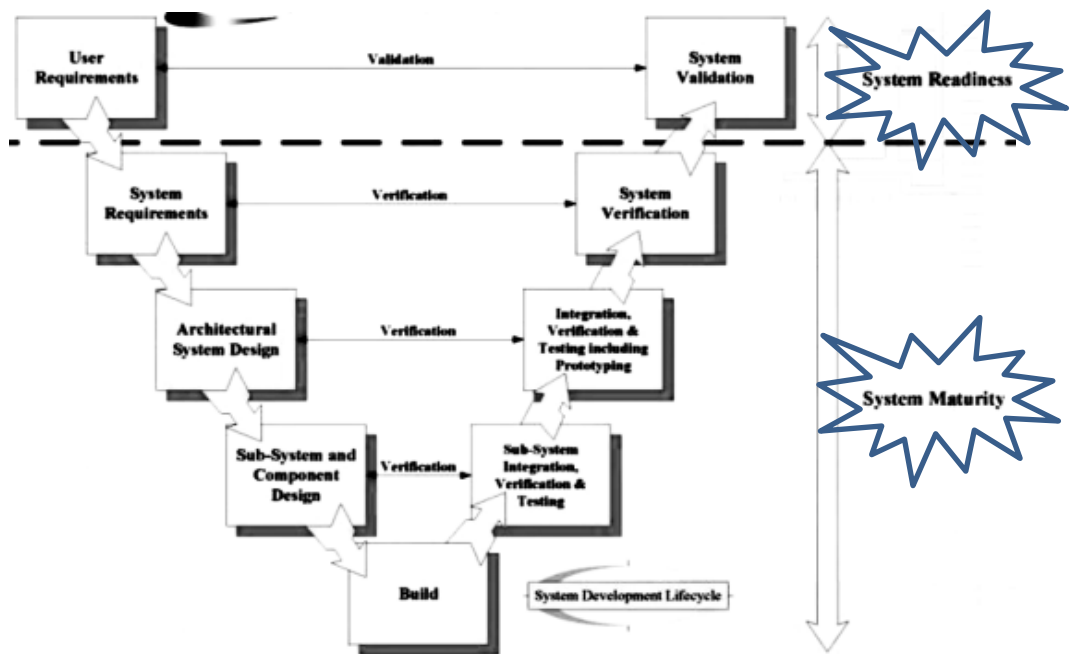 User
Requirements
Validation
System
Validation
System Readiness
System
Requirements
Verification
System
Verification
Architectural
System Design
Verification
Integration,
Verification &
Testing including
Prototyping
System Maturity
Sub-System and
Component
Design
Verification
Sub-System
Integration,
Verification &
Testing
Build
System Development Lifecycle